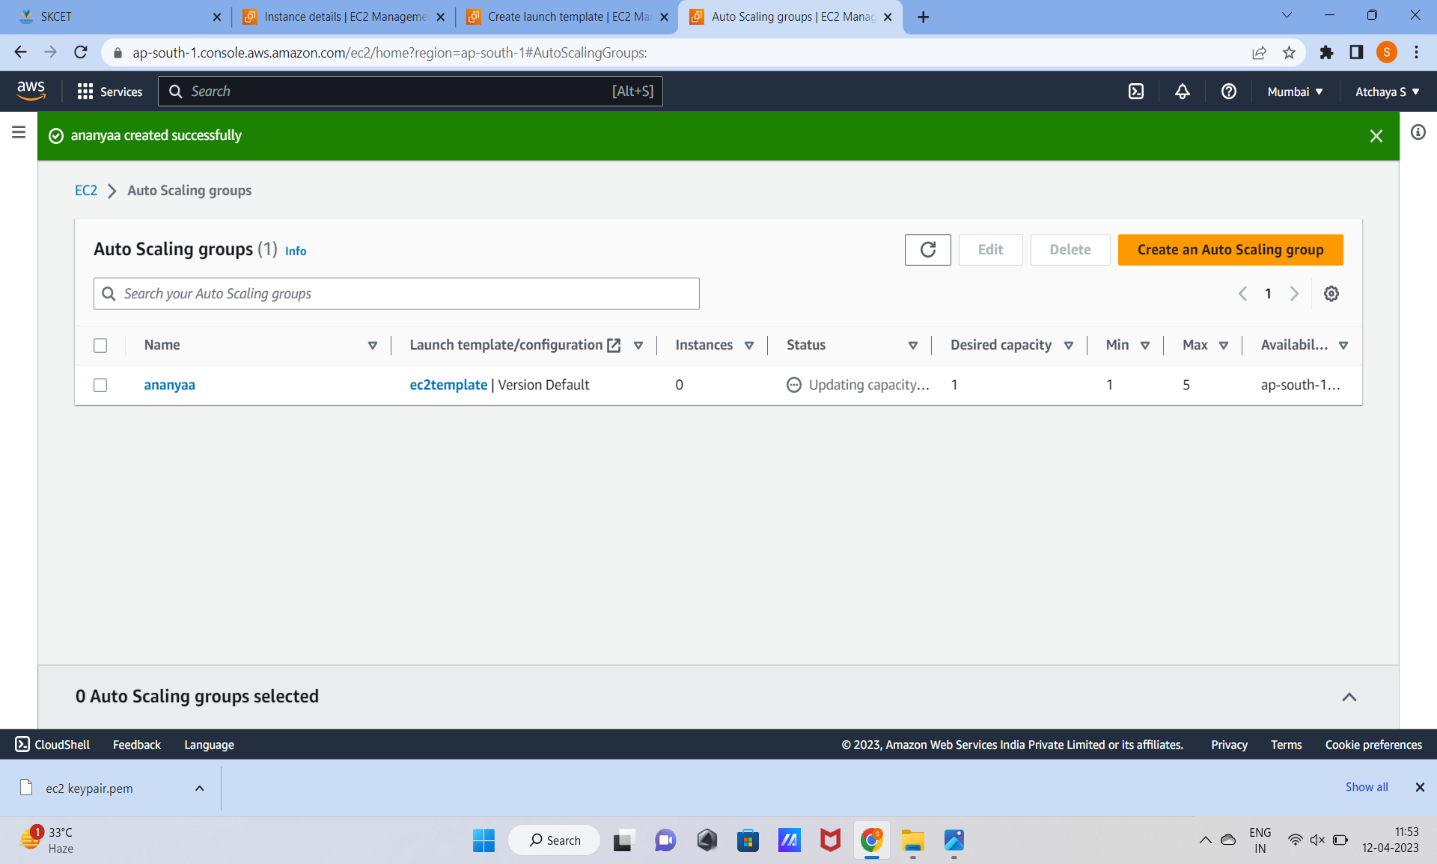 SKCET
Instance details | EC2 Manageme
Create launch template | EC2 Ma
Auto Scaling groups | EC2 Manag
ap-south-1.console.aws.amazon.com/ec2/home?region=ap-south-1#AutoScalingGroups:
S
aws
Services
Search
[Alt+S]
Mumbai
Atchaya S
ananyaa created successfully
EC2
Auto Scaling groups
Auto Scaling groups (1) Info
Edit
Delete
Create an Auto Scaling group
Search your Auto Scaling groups
1
Name
Launch template/configuration
Instances
Status
Desired capacity
Min
Max
Availabil...
ananyaa
ec2template | Version Default
0
Updating capacity...
1
1
5
ap-south-1...
0 Auto Scaling groups selected
CloudShell
Feedback
Language
© 2023, Amazon Web Services India Private Limited or its affiliates.
Privacy
Terms
Cookie preferences
ec2 keypair.pem
Show all
1
33°C
Haze
Search
ENG
IN
11:53
12-04-2023